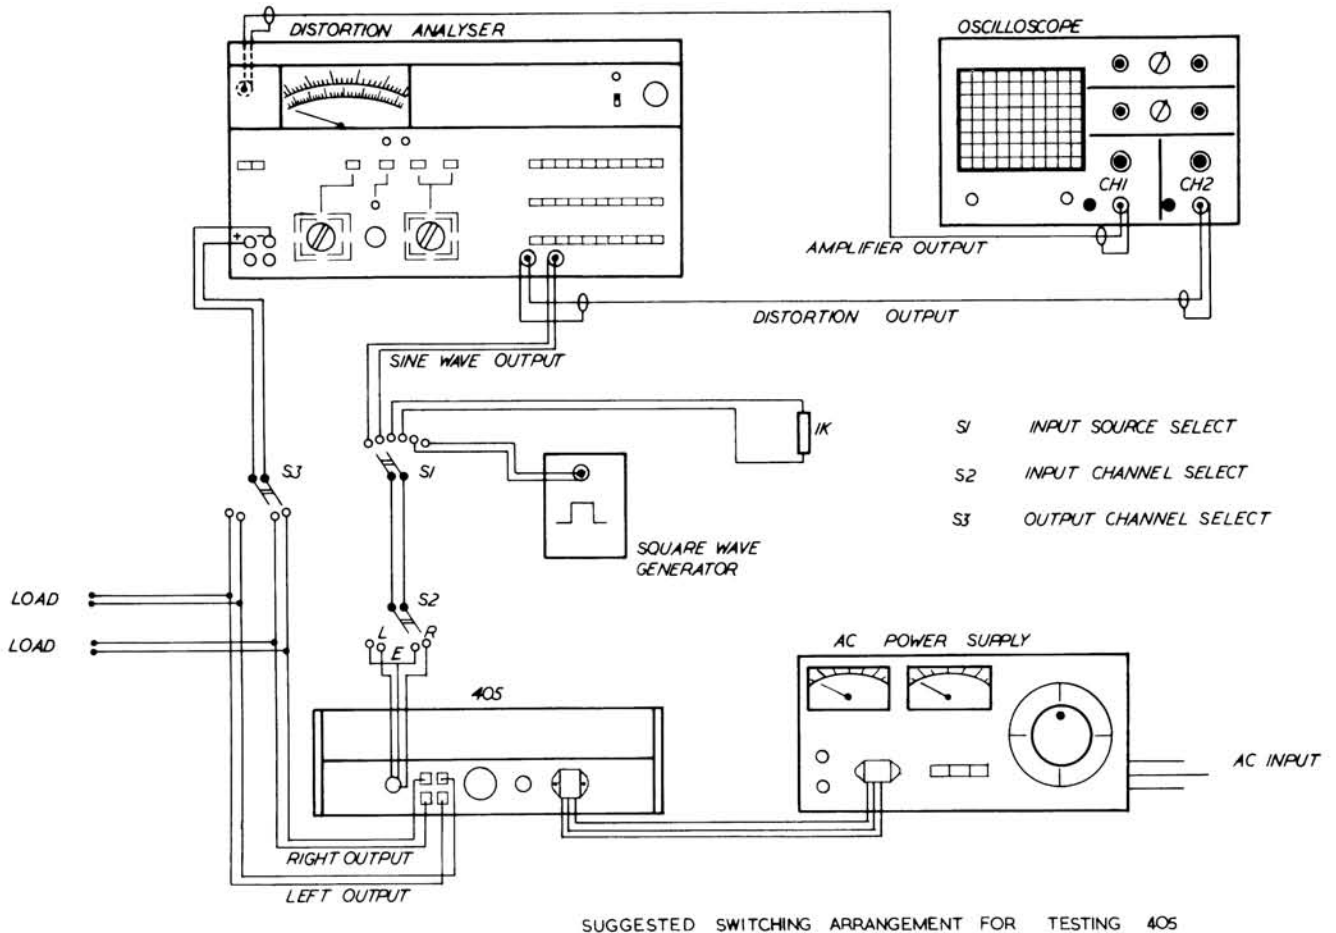 DISTORTION ANALYSER
OSCILLOSCOPE
CH1
CH2
+ -
AMPLIFIER OUTPUT
DISTORTION OUTPUT
SINE WAVE OUTPUT
1K
S1 INPUT SOURCE SELECT
S2 INPUT CHANNEL SELECT
S3 OUTPUT CHANNEL SELECT
S3
S1
SQUARE WAVE
GENERATOR
LOAD
LOAD
S2
L
R
E
405
AC POWER SUPPLY
AC INPUT
RIGHT OUTPUT
LEFT OUTPUT
SUGGESTED SWITCHING ARRANGEMENT FOR TESTING 405